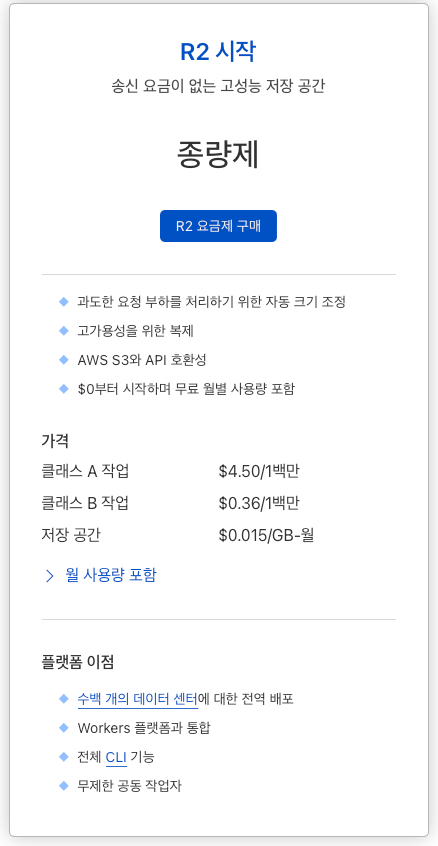 R2 시작
송신 요금이 없는 고성능 저장 공간
종량제
R2 요금제 구매
과도한 요청 부하를 처리하기 위한 자동 크기 조정
고가용성을 위한 복제
AWS S3와 API 호환성
$0부터 시작하며 무료 월별 사용량 포함
가격
클래스 A 작업 $4.50/1백만
클래스 B 작업 $0.36/1백만
저장 공간 $0.015/GB-월
월 사용량 포함
플랫폼 이점
수백 개의 데이터 센터에 대한 전역 배포
Workers 플랫폼과 통합
전체 CLI 기능
무제한 공동 작업자